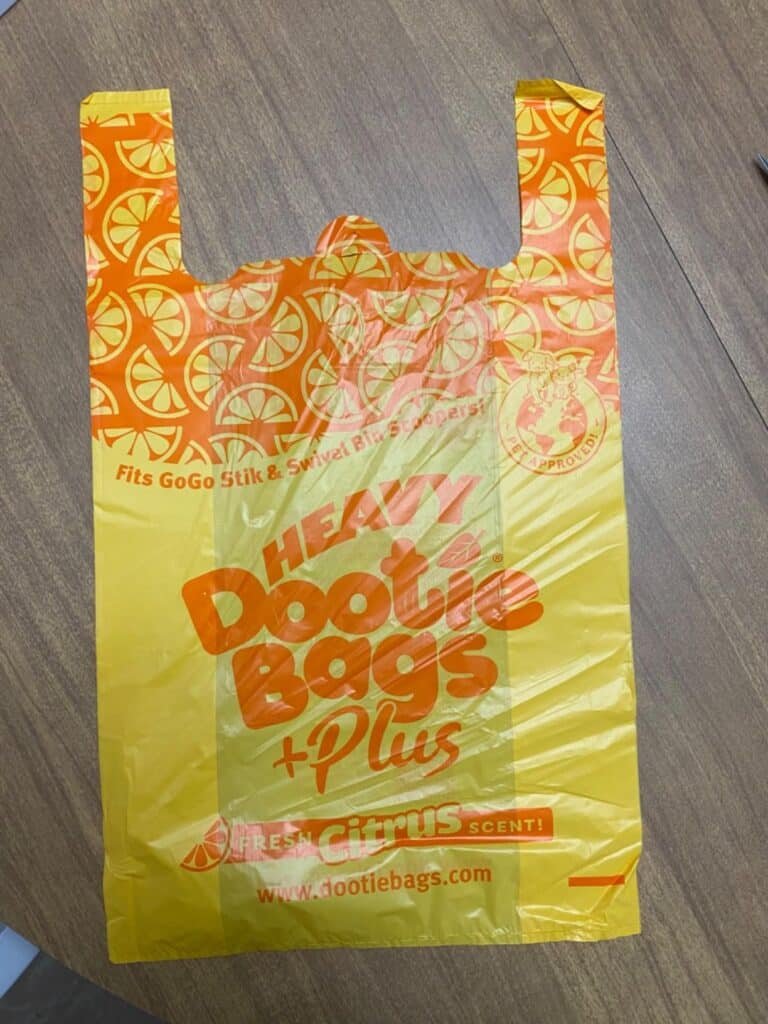 Fits GoGo Stik & Swivel Bin Scoopers!
PET APPROVED!
HEAVY
Dootie®
Bags
+Plus
FRESH Citrus SCENT!
www.dootiebags.com